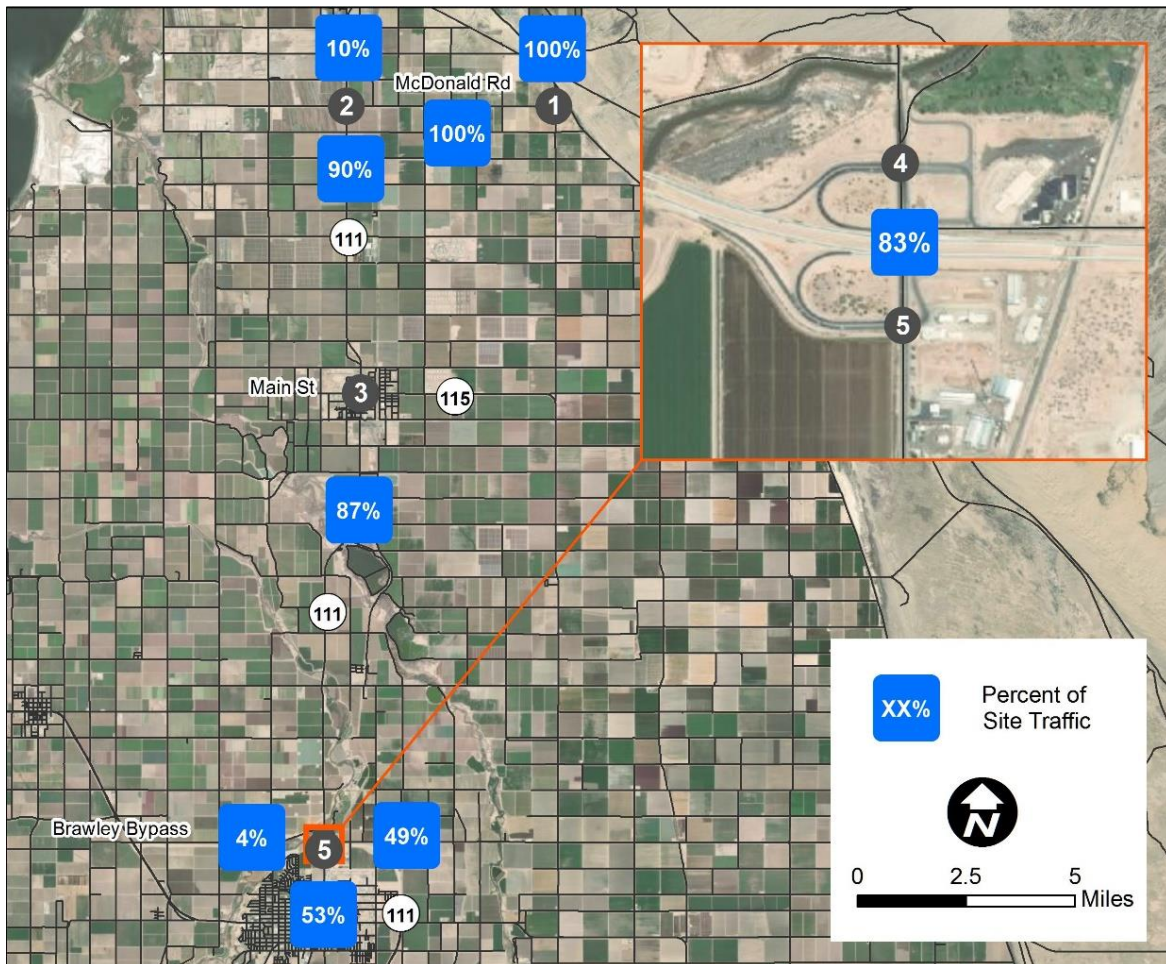 10%
100%
McDonald Rd
2
1
100%
90%
111
4
83%
5
Main St
3
115
87%
111
XX%
Percent of
Site Traffic
N
0 2.5 5
Miles
Brawley Bypass
4%
5
49%
53%
111